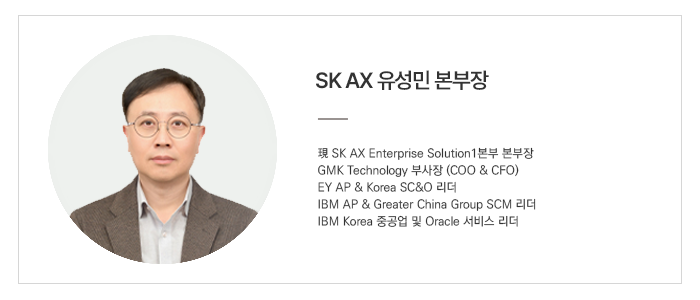 SK AX 유성민 본부장
現 SK AX Enterprise Solution1본부 본부장
GMK Technology 부사장 (COO & CFO)
EY AP & Korea SC&O 리더
IBM AP & Greater China Group SCM 리더
IBM Korea 중공업 및 Oracle 서비스 리더